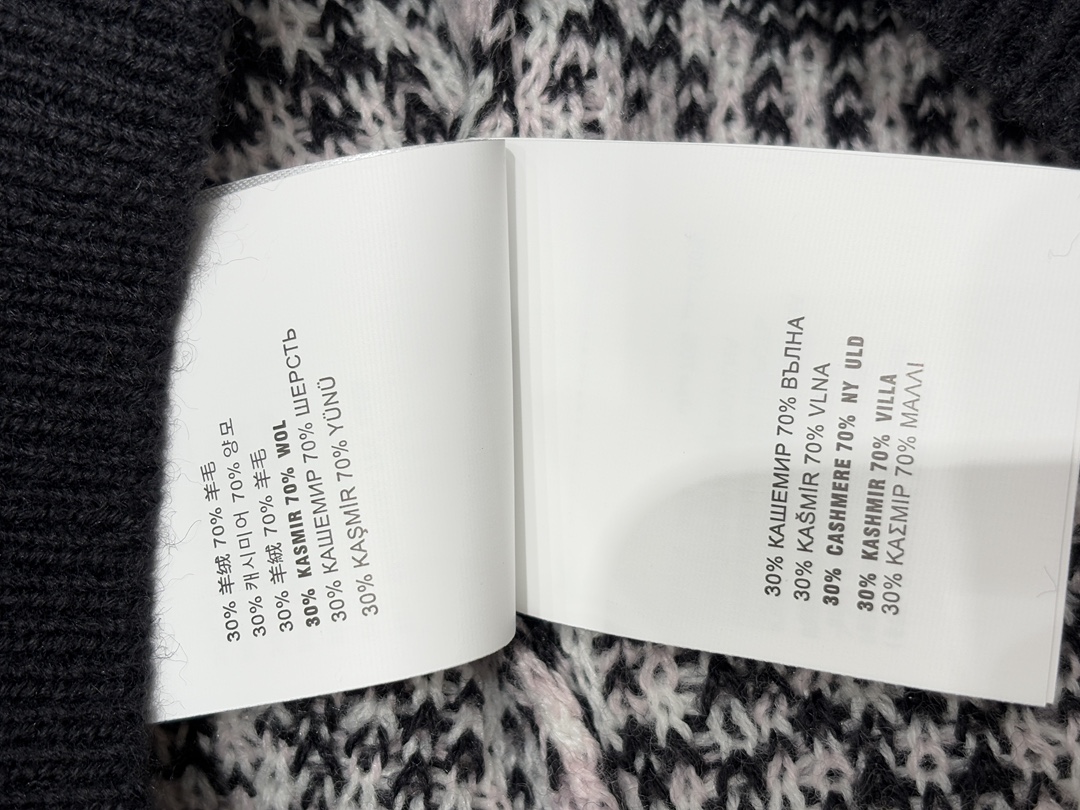 30% 羊绒 70% 羊毛
30% 캐시미어 70% 양모
30% 羊絨 70% 羊毛
30% KASMIR 70% WOL
30% КАШЕМИР 70% ШЕРСТЬ
30% KAŞMİR 70% YÜNÜ
30% КАШЕМИР 70% ВЪЛНА
30% KAŠMÍR 70% VLNA
30% CASHMERE 70% NY ULD
30% KASHMIR 70% VILLA
30% ΚΑΣΜΙΡ 70% ΜΑΛΛΙ